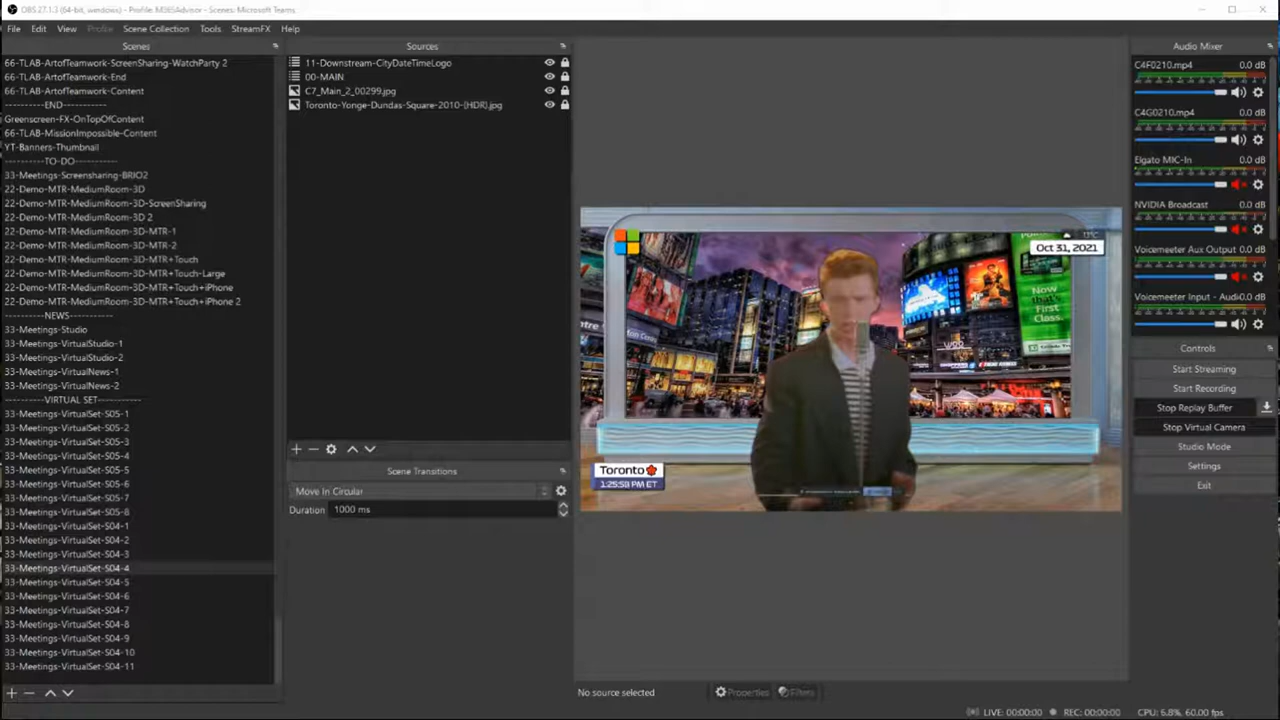 OBS 27.1.3 (64-bit, windows) - Profile: M365Advisor - Scenes: Microsoft Teams
File Edit View Profile Scene Collection Tools StreamFX Help
Scenes
66-TLAB-ArtofTeamwork-ScreenSharing-WatchParty 2
66-TLAB-ArtofTeamwork-End
66-TLAB-ArtofTeamwork-Content
----------END----------
Greenscreen-FX-OnTopOfContent
66-TLAB-MissionImpossible-Content
YT-Banners-Thumbnail
----------TO-DO----------
33-Meetings-Screensharing-BRIO2
22-Demo-MTR-MediumRoom-3D
22-Demo-MTR-MediumRoom-3D-ScreenSharing
22-Demo-MTR-MediumRoom-3D 2
22-Demo-MTR-MediumRoom-3D-MTR-1
22-Demo-MTR-MediumRoom-3D-MTR-2
22-Demo-MTR-MediumRoom-3D-MTR+Touch
22-Demo-MTR-MediumRoom-3D-MTR+Touch-Large
22-Demo-MTR-MediumRoom-3D-MTR+Touch+iPhone
22-Demo-MTR-MediumRoom-3D-MTR+Touch+iPhone 2
----------NEWS----------
33-Meetings-Studio
33-Meetings-VirtualStudio-1
33-Meetings-VirtualStudio-2
33-Meetings-VirtualNews-1
33-Meetings-VirtualNews-2
----------VIRTUAL SET----------
33-Meetings-VirtualSet-S05-1
33-Meetings-VirtualSet-S05-2
33-Meetings-VirtualSet-S05-3
33-Meetings-VirtualSet-S05-4
33-Meetings-VirtualSet-S05-5
33-Meetings-VirtualSet-S05-6
33-Meetings-VirtualSet-S05-7
33-Meetings-VirtualSet-S05-8
33-Meetings-VirtualSet-S04-1
33-Meetings-VirtualSet-S04-2
33-Meetings-VirtualSet-S04-3
33-Meetings-VirtualSet-S04-4
33-Meetings-VirtualSet-S04-5
33-Meetings-VirtualSet-S04-6
33-Meetings-VirtualSet-S04-7
33-Meetings-VirtualSet-S04-8
33-Meetings-VirtualSet-S04-9
33-Meetings-VirtualSet-S04-10
33-Meetings-VirtualSet-S04-11
Sources
11-Downstream-CityDateTimeLogo
00-MAIN
C7_Main_2_00299.jpg
Toronto-Yonge-Dundas-Square-2010-(HDR).jpg
Scene Transitions
Move In Circular
Duration 1000 ms
13°C
Oct 31, 2021
Now
that's
First
Class.
Toronto
1:25:58 PM ET
No source selected
Properties Filters
Audio Mixer
C4F0210.mp4 0.0 dB
C4G0210.mp4 0.0 dB
Elgato MIC-In 0.0 dB
NVIDIA Broadcast 0.0 dB
Voicemeeter Aux Output 0.0 dB
Voicemeeter Input - Audi 0.0 dB
Controls
Start Streaming
Start Recording
Stop Replay Buffer
Stop Virtual Camera
Studio Mode
Settings
Exit
LIVE: 00:00:00 REC: 00:00:00 CPU: 6.8%, 60.00 fps